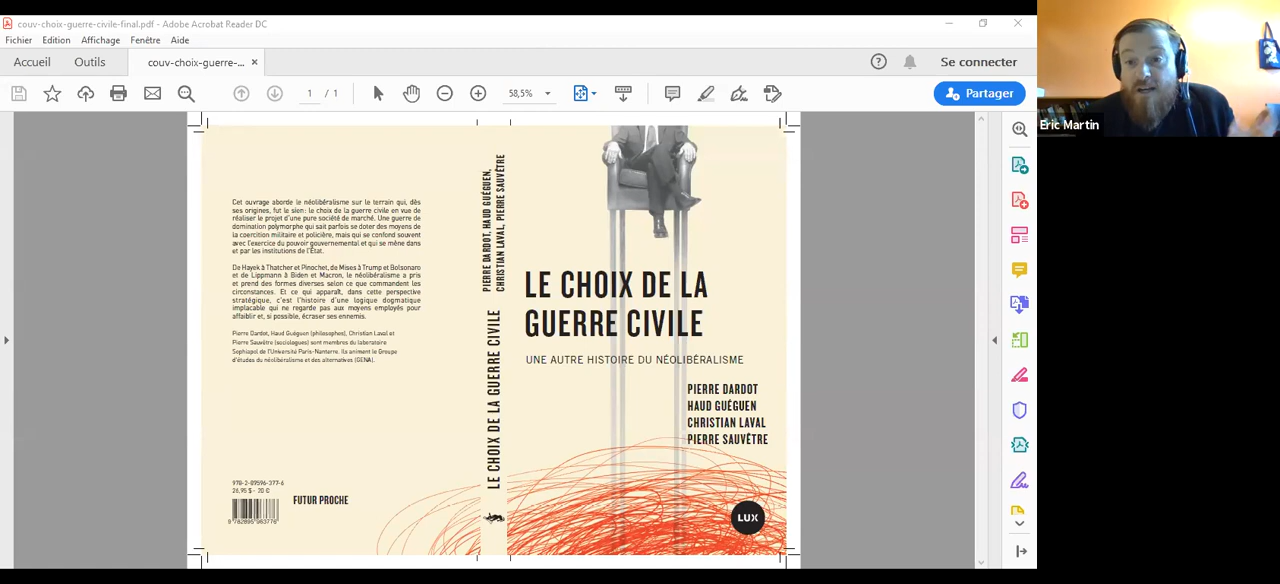 couv-choix-guerre-civile-final.pdf - Adobe Acrobat Reader DC
Fichier Edition Affichage Fenêtre Aide
Accueil Outils couv-choix-guerre-... × Se connecter
1 / 1 58,5% Partager
Eric Martin
Cet ouvrage aborde le néolibéralisme sur le terrain qui, dès
ses origines, fut le sien: le choix de la guerre civile en vue de
réaliser le projet d'une pure société de marché. Une guerre de
domination polymorphe qui sait parfois se doter des moyens de
la coercition militaire et policière, mais qui se confond souvent
avec l'exercice du pouvoir gouvernemental et qui se mène dans
et par les institutions de l'État.
De Hayek à Thatcher et Pinochet, de Mises à Trump et Bolsonaro
et de Lippmann à Biden et Macron, le néolibéralisme a pris
et prend des formes diverses selon ce que commandent les
circonstances. Et ce qui apparaît, dans cette perspective
stratégique, c'est l'histoire d'une logique dogmatique
implacable qui ne regarde pas aux moyens employés pour
affaiblir et, si possible, écraser ses ennemis.
Pierre Dardot, Haud Guéguen (philosophes), Christian Laval et
Pierre Sauvêtre (sociologues) sont membres du laboratoire
Sophiapol de l'Université Paris-Nanterre. Ils animent le Groupe
d'études du néolibéralisme et des alternatives (GENA).
26,95 $ - 20 €
FUTUR PROCHE
9 782895 963776
PIERRE DARDOT, HAUD GUÉGUEN,
CHRISTIAN LAVAL, PIERRE SAUVÊTRE
LE CHOIX DE LA GUERRE CIVILE
LE CHOIX DE LA
GUERRE CIVILE
UNE AUTRE HISTOIRE DU NÉOLIBÉRALISME
PIERRE DARDOT
HAUD GUÉGUEN
CHRISTIAN LAVAL
PIERRE SAUVÊTRE
LUX